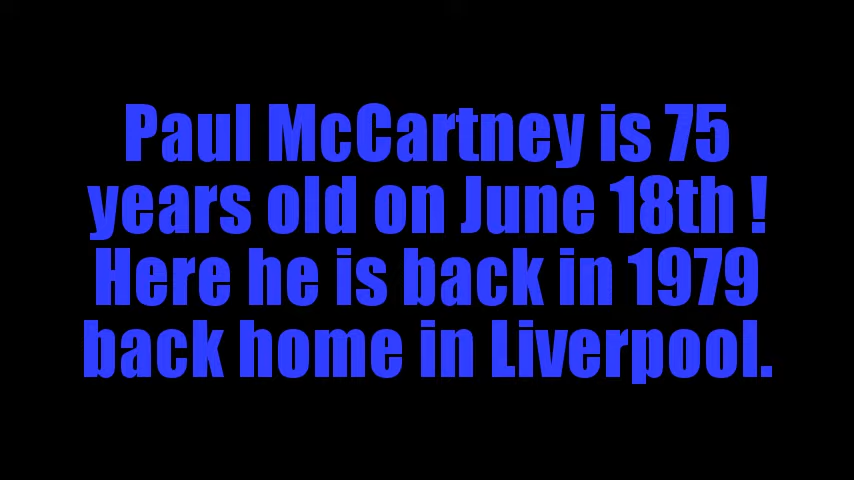 Paul McCartney is 75
years old on June 18th !
Here he is back in 1979
back home in Liverpool.